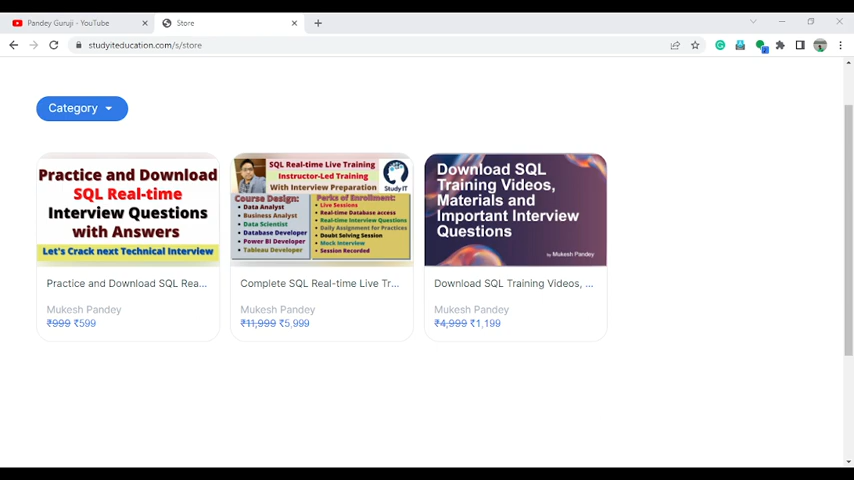 Pandey Guruji - YouTube
Store
studyiteducation.com/s/store
Category
Practice and Download
SQL Real-time
Interview Questions
with Answers
Let's Crack next Technical Interview
Practice and Download SQL Rea...
Mukesh Pandey
₹999 ₹599
SQL Real-time Live Training
Instructor-Led Training
With Interview Preparation
Study IT
Course Design:
Data Analyst
Business Analyst
Data Scientist
Database Developer
Power BI Developer
Tableau Developer
Perks of Enrollment:
Live Sessions
Real-time Database access
Real-time Interview Questions
Daily Assignment for Practices
Doubt Solving Session
Mock Interview
Session Recorded
Complete SQL Real-time Live Tr...
Mukesh Pandey
₹11,999 ₹5,999
Download SQL
Training Videos,
Materials and
Important Interview
Questions
by Mukesh Pandey
Download SQL Training Videos, ...
Mukesh Pandey
₹4,999 ₹1,199